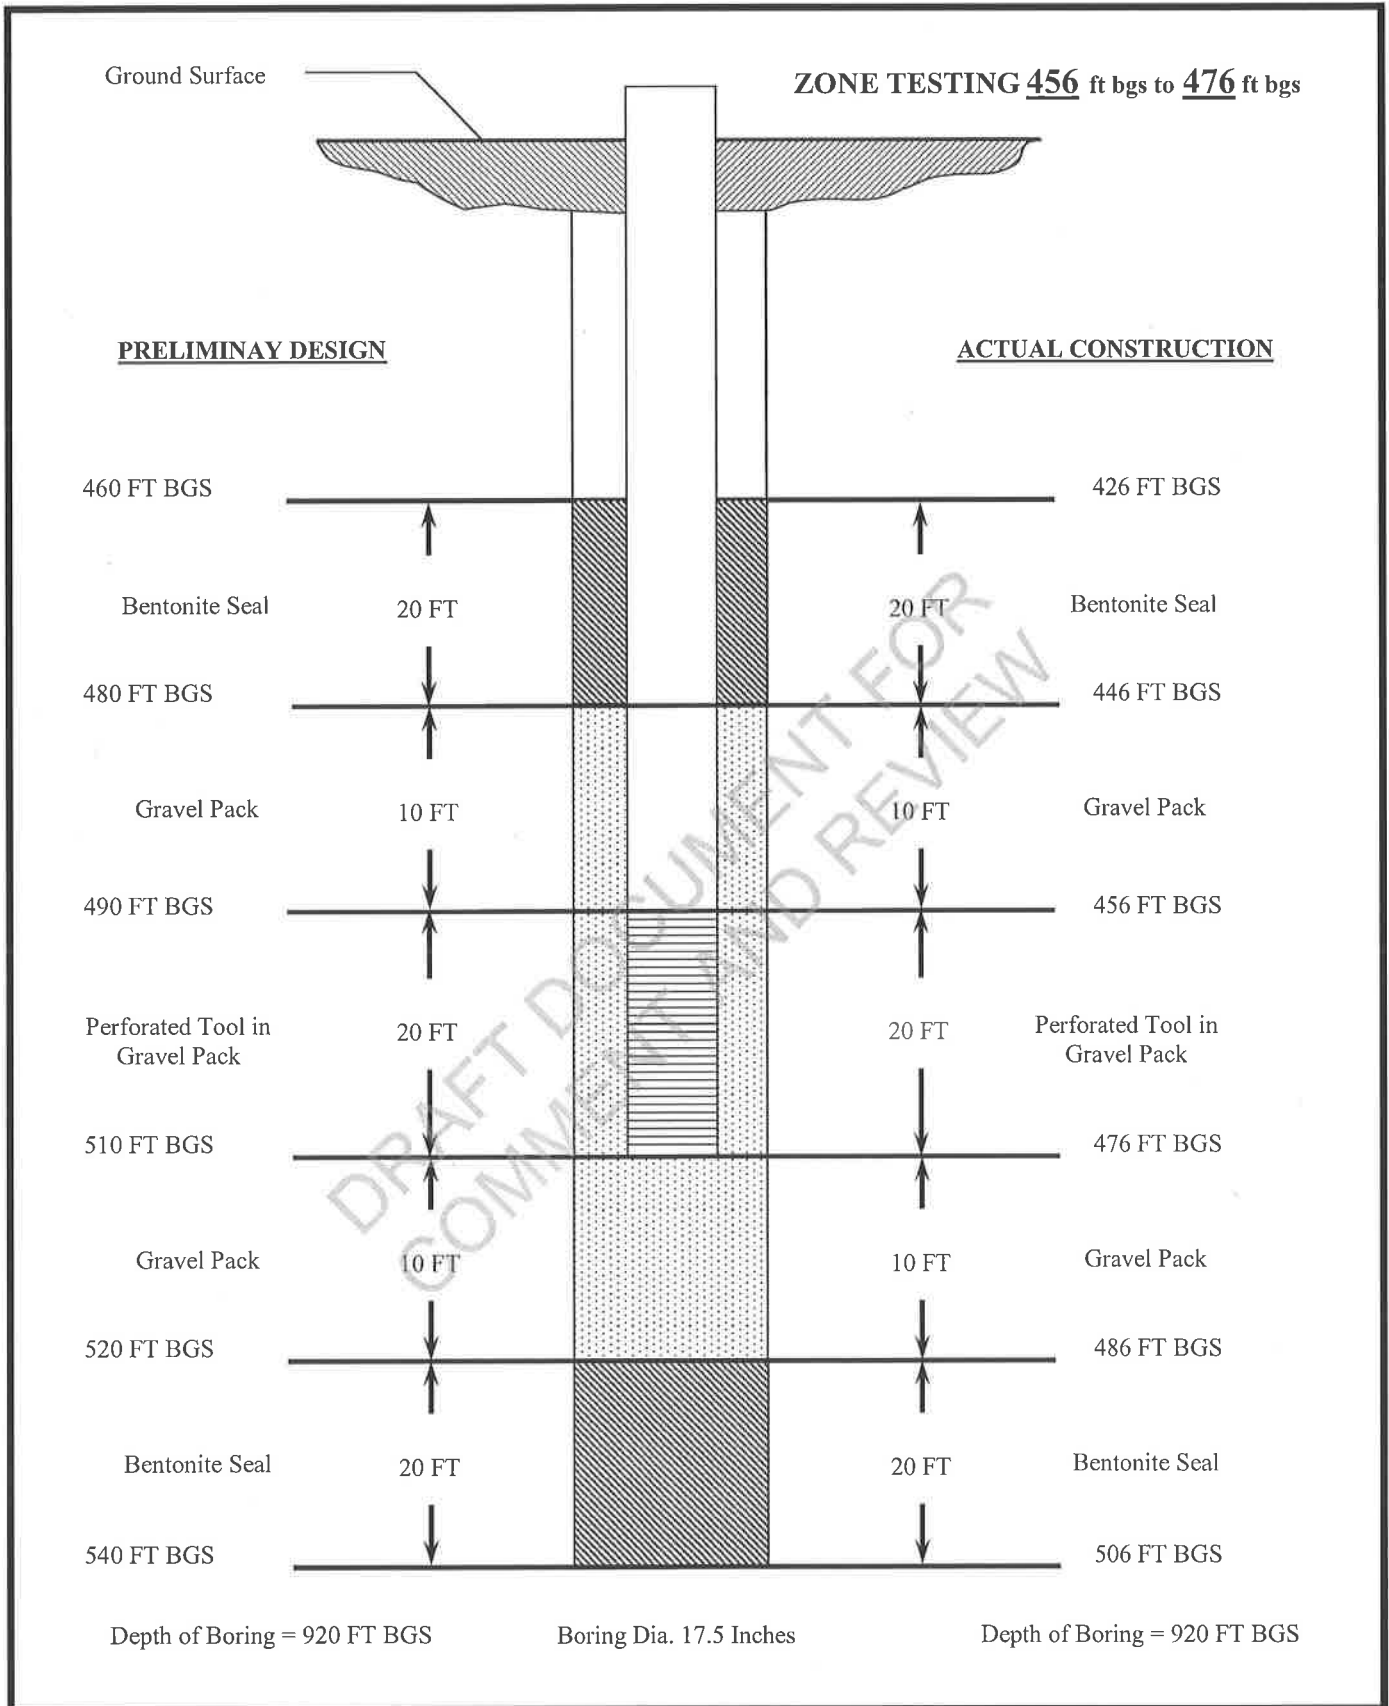 Ground Surface
ZONE TESTING 456 ft bgs to 476 ft bgs
PRELIMINAY DESIGN
ACTUAL CONSTRUCTION
460 FT BGS
426 FT BGS
Bentonite Seal
20 FT
20 FT
Bentonite Seal
480 FT BGS
446 FT BGS
Gravel Pack
10 FT
10 FT
Gravel Pack
490 FT BGS
456 FT BGS
Perforated Tool in
Gravel Pack
20 FT
20 FT
Perforated Tool in
Gravel Pack
510 FT BGS
476 FT BGS
Gravel Pack
10 FT
10 FT
Gravel Pack
520 FT BGS
486 FT BGS
Bentonite Seal
20 FT
20 FT
Bentonite Seal
540 FT BGS
506 FT BGS
Depth of Boring = 920 FT BGS
Boring Dia. 17.5 Inches
Depth of Boring = 920 FT BGS
DRAFT DOCUMENT FOR
COMMENT AND REVIEW